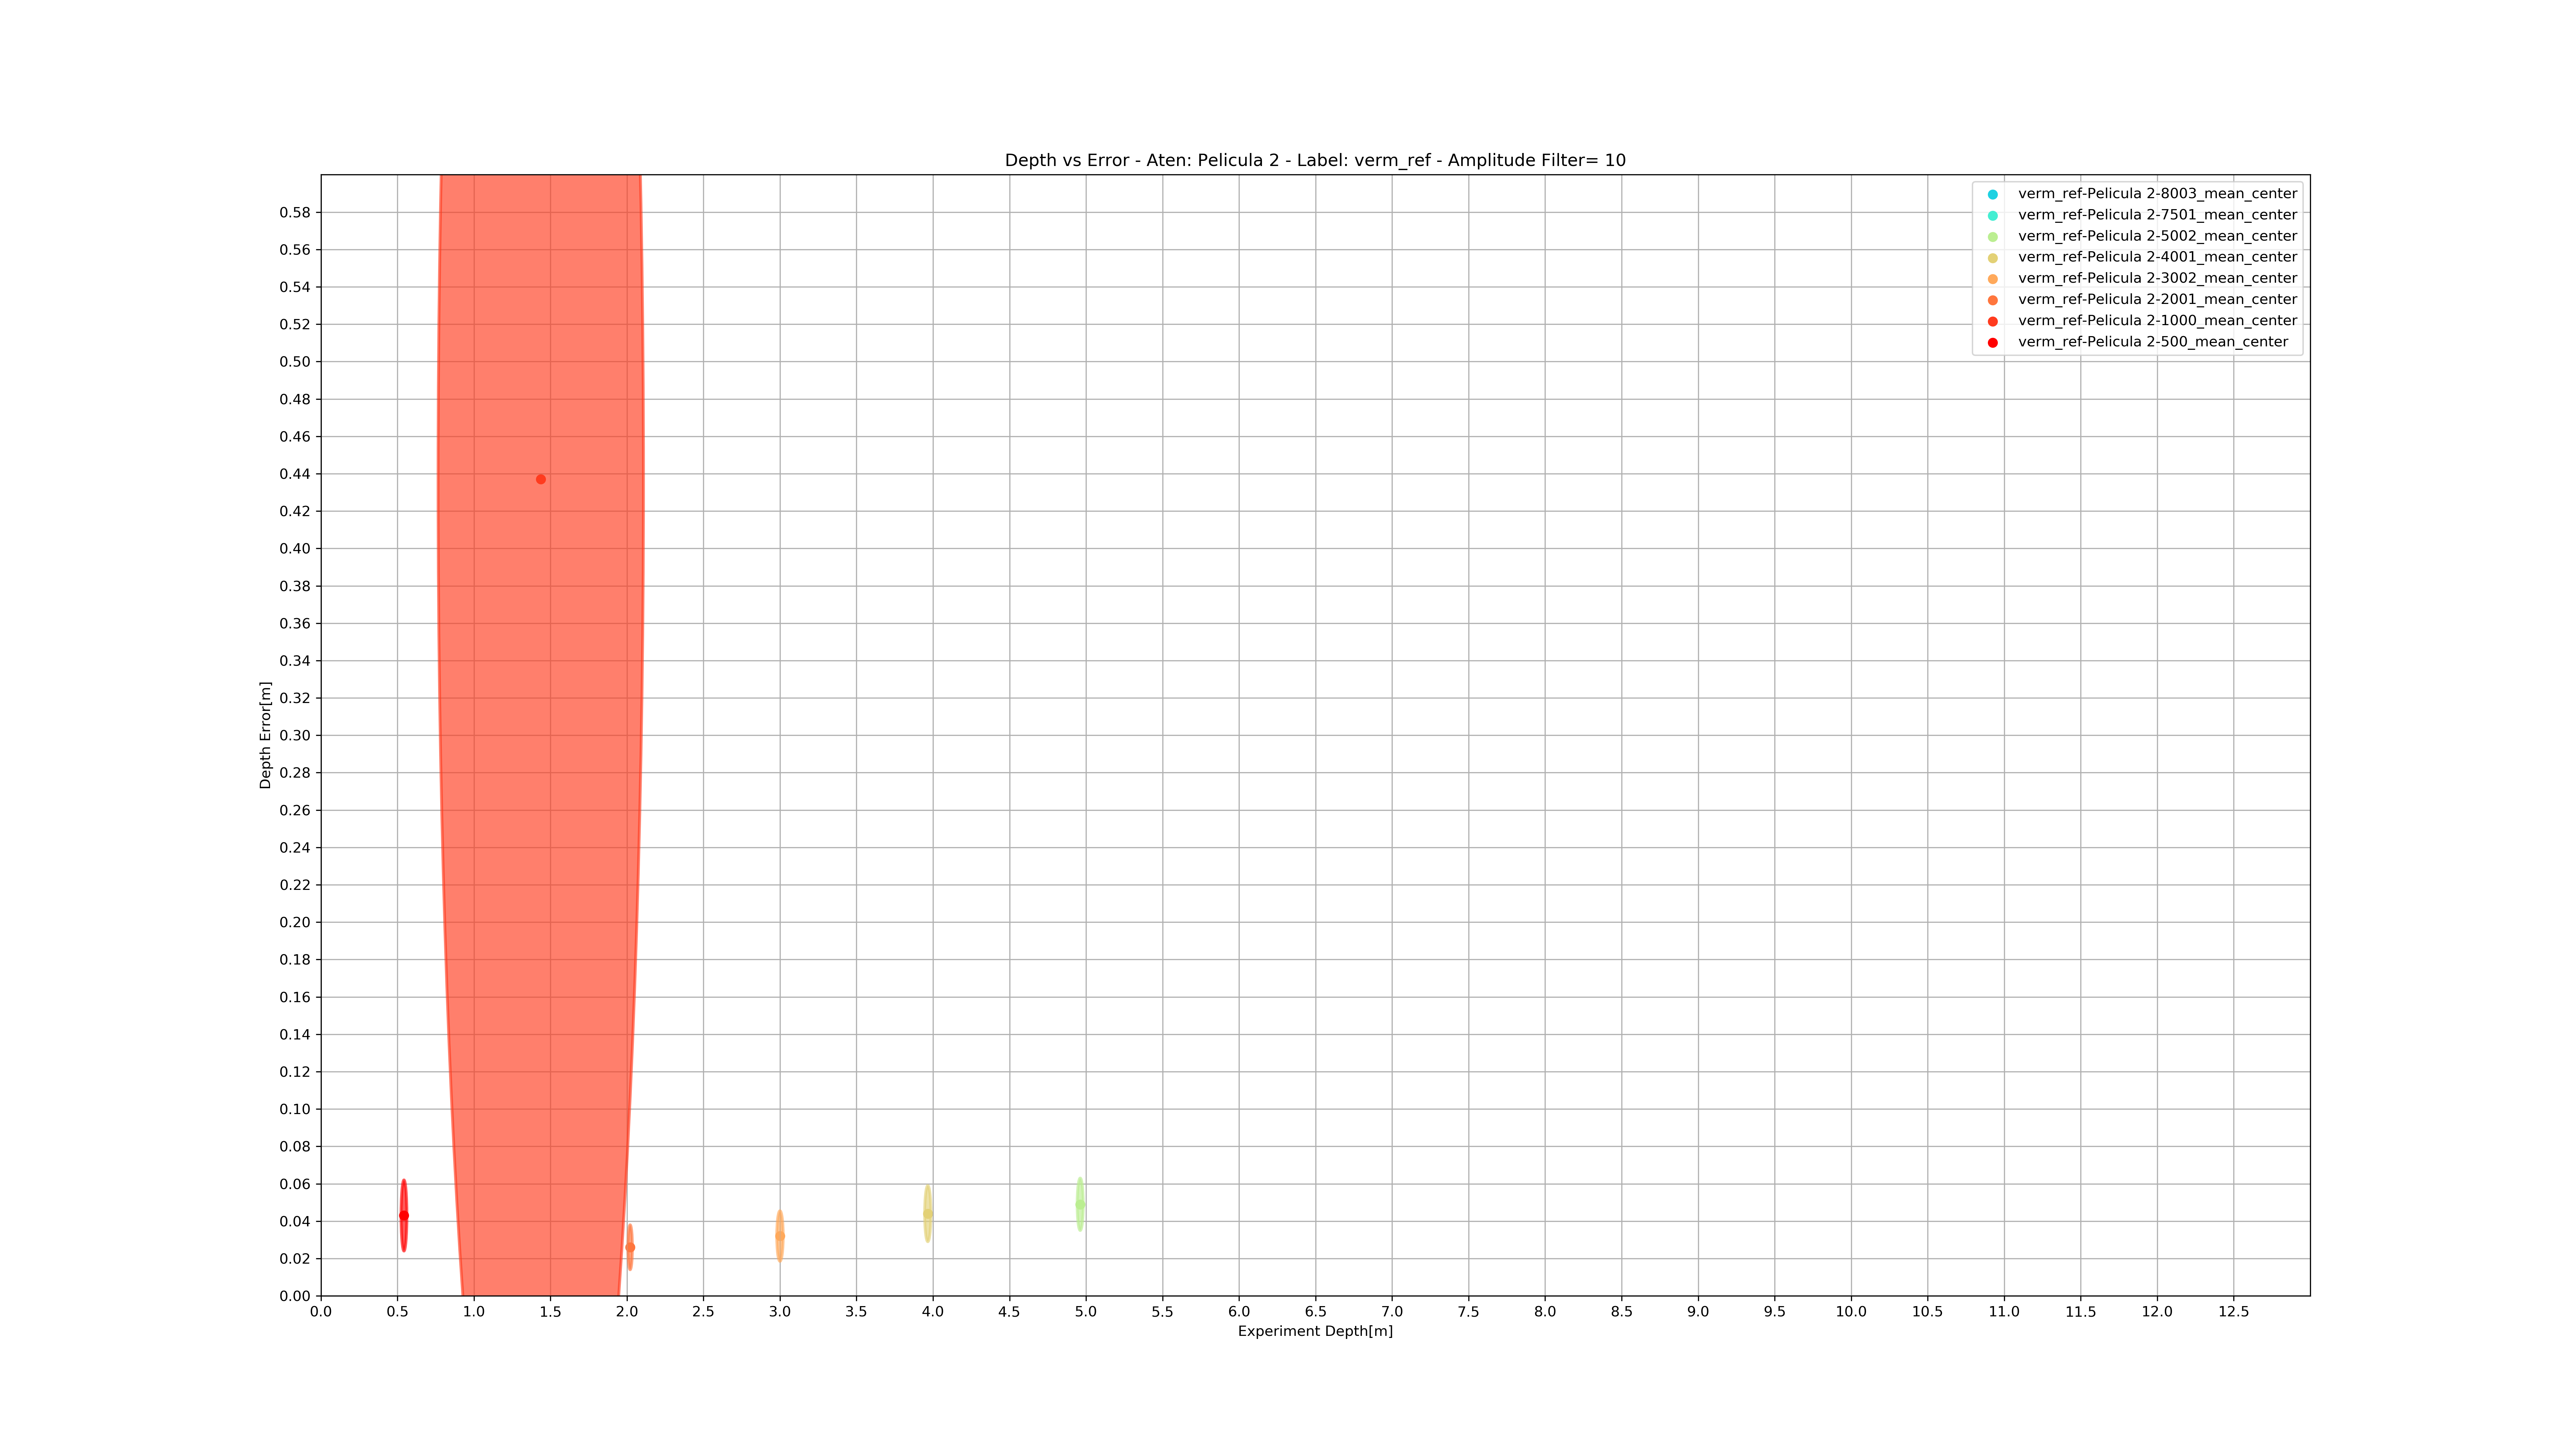 Depth vs Error - Aten: Pelicula 2 - Label: verm_ref - Amplitude Filter= 10
verm_ref-Pelicula 2-8003_mean_center
verm_ref-Pelicula 2-7501_mean_center
verm_ref-Pelicula 2-5002_mean_center
verm_ref-Pelicula 2-4001_mean_center
verm_ref-Pelicula 2-3002_mean_center
verm_ref-Pelicula 2-2001_mean_center
verm_ref-Pelicula 2-1000_mean_center
verm_ref-Pelicula 2-500_mean_center
Depth Error[m]
0.58
0.56
0.54
0.52
0.50
0.48
0.46
0.44
0.42
0.40
0.38
0.36
0.34
0.32
0.30
0.28
0.26
0.24
0.22
0.20
0.18
0.16
0.14
0.12
0.10
0.08
0.06
0.04
0.02
0.00
0.0 0.5 1.0 1.5 2.0 2.5 3.0 3.5 4.0 4.5 5.0 5.5 6.0 6.5 7.0 7.5 8.0 8.5 9.0 9.5 10.0 10.5 11.0 11.5 12.0 12.5
Experiment Depth[m]